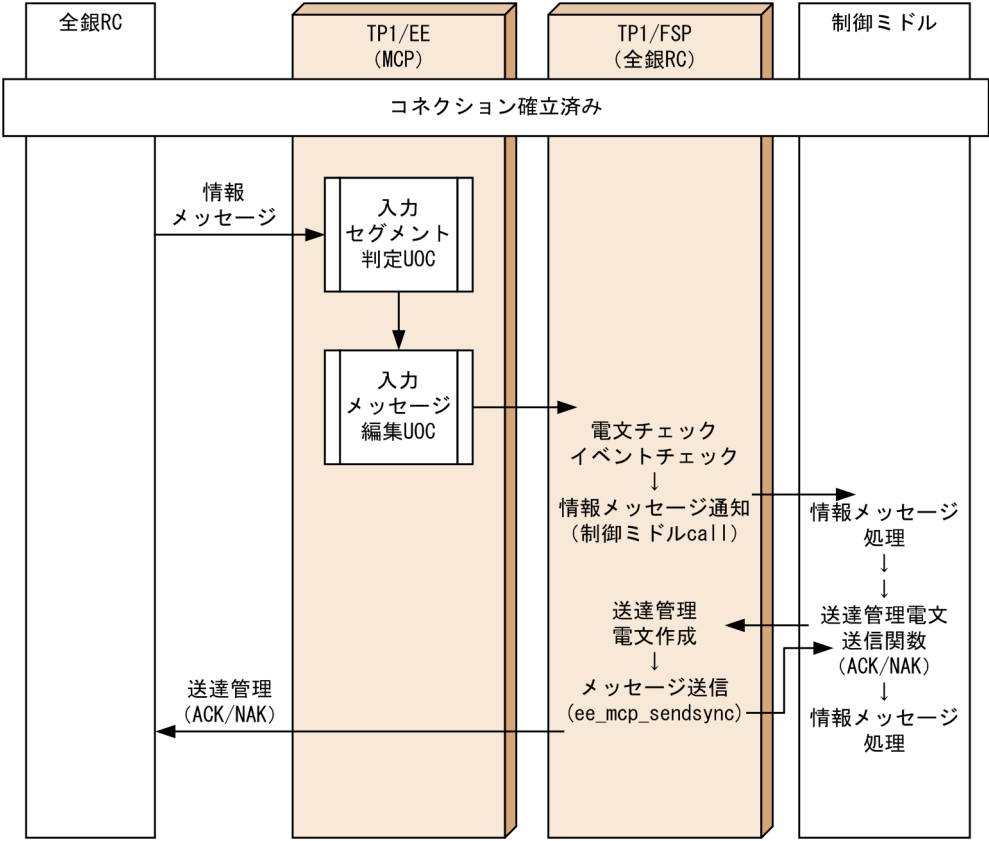 全銀RC
TP1/EE
(MCP)
TP1/FSP
(全銀RC)
制御ミドル
コネクション確立済み
情報
メッセージ
入力
セグメント
判定UOC
入力
メッセージ
編集UOC
電文チェック
イベントチェック
↓
情報メッセージ通知
(制御ミドルcall)
情報メッセージ
処理
↓
↓
送達管理電文
送信関数
(ACK/NAK)
↓
情報メッセージ
処理
送達管理
電文作成
↓
メッセージ送信
(ee_mcp_sendsync)
送達管理
(ACK/NAK)